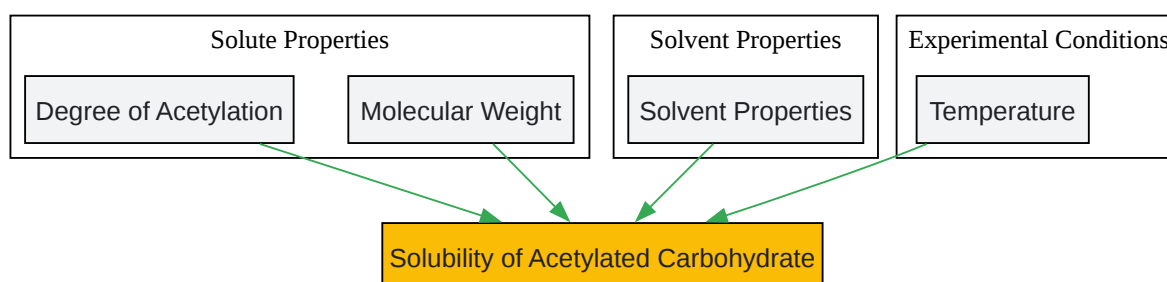 Solute Properties
Solvent Properties
Experimental Conditions
Degree of Acetylation
Molecular Weight
Solvent Properties
Temperature
Solubility of Acetylated Carbohydrate